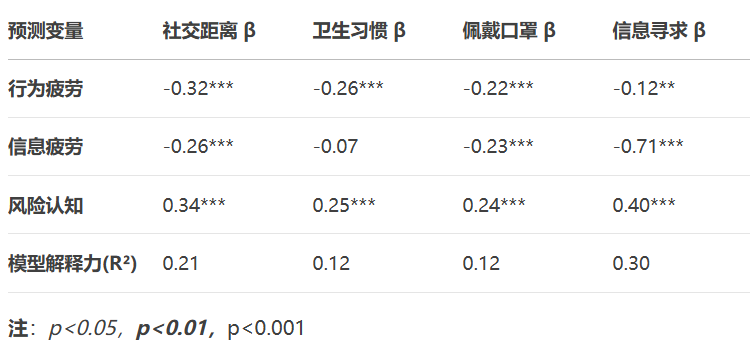 预测变量 社交距离 β 卫生习惯 β 佩戴口罩 β 信息寻求 β
行为疲劳 -0.32*** -0.26*** -0.22*** -0.12**
信息疲劳 -0.26*** -0.07 -0.23*** -0.71***
风险认知 0.34*** 0.25*** 0.24*** 0.40***
模型解释力(R²) 0.21 0.12 0.12 0.30
注：p<0.05，p<0.01，p<0.001